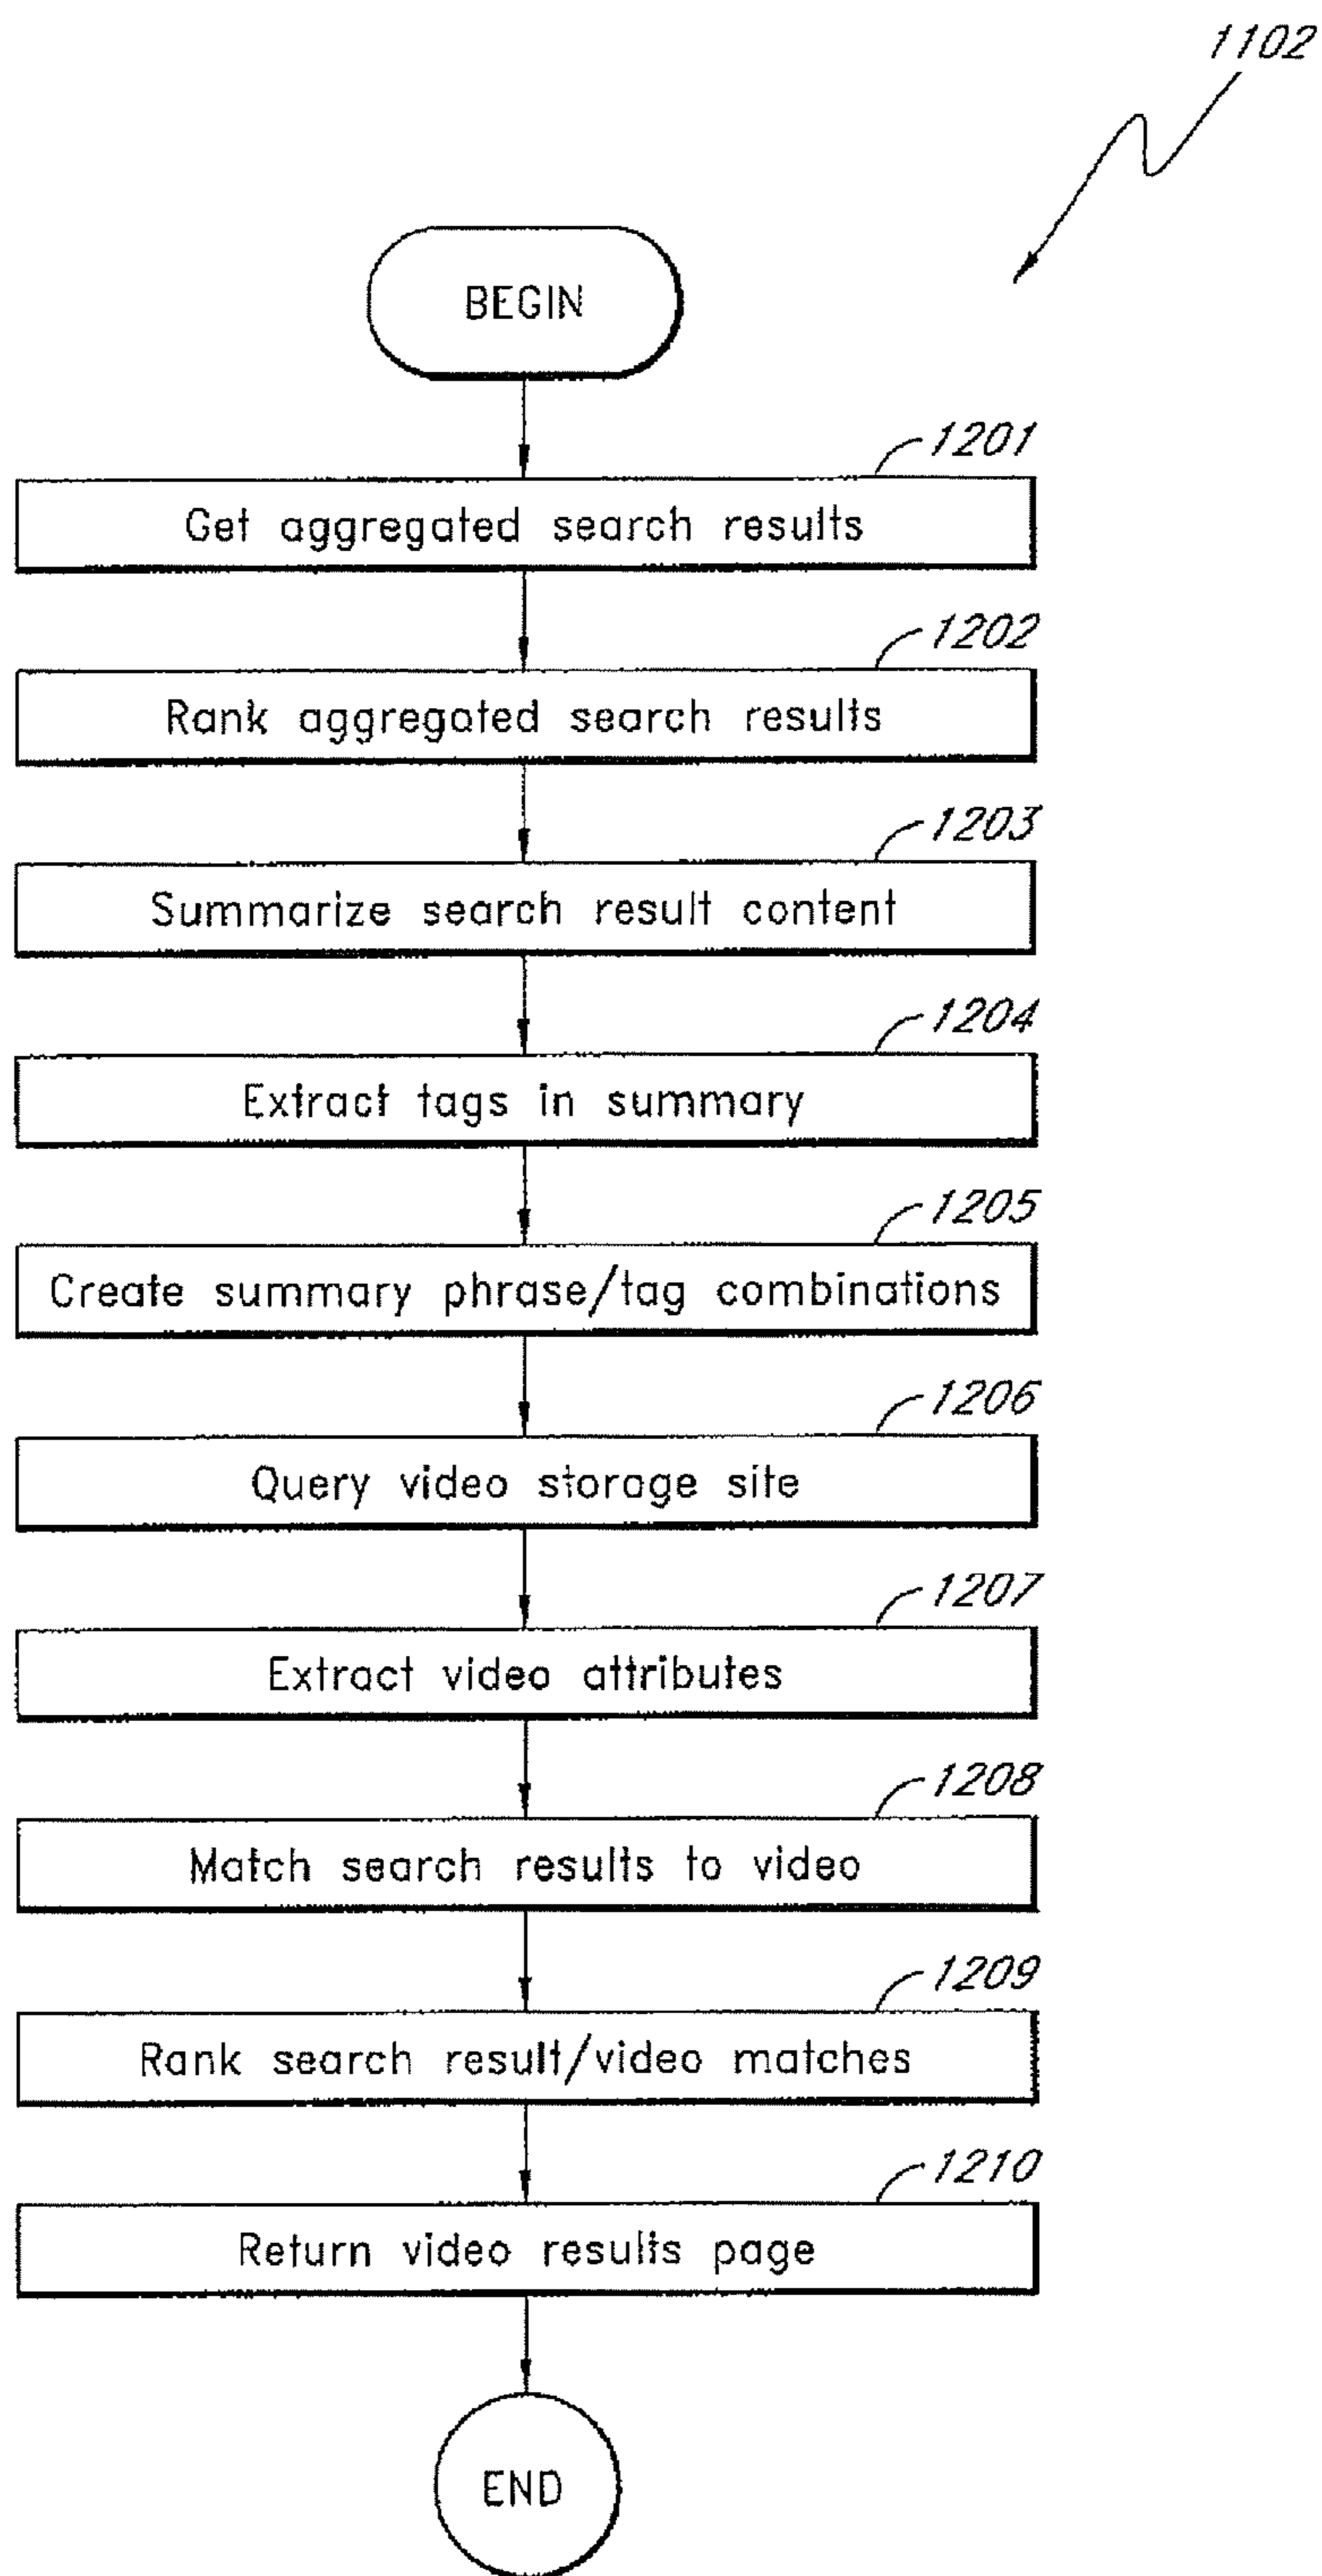 1102
BEGIN
1201
Get aggregated search results
1202
Rank aggregated search results
1203
Summarize search result content
1204
Extract tags in summary
1205
Create summary phrase/tag combinations
1206
Query video storage site
1207
Extract video attributes
1208
Match search results to video
1209
Rank search result/video matches
1210
Return video results page
END